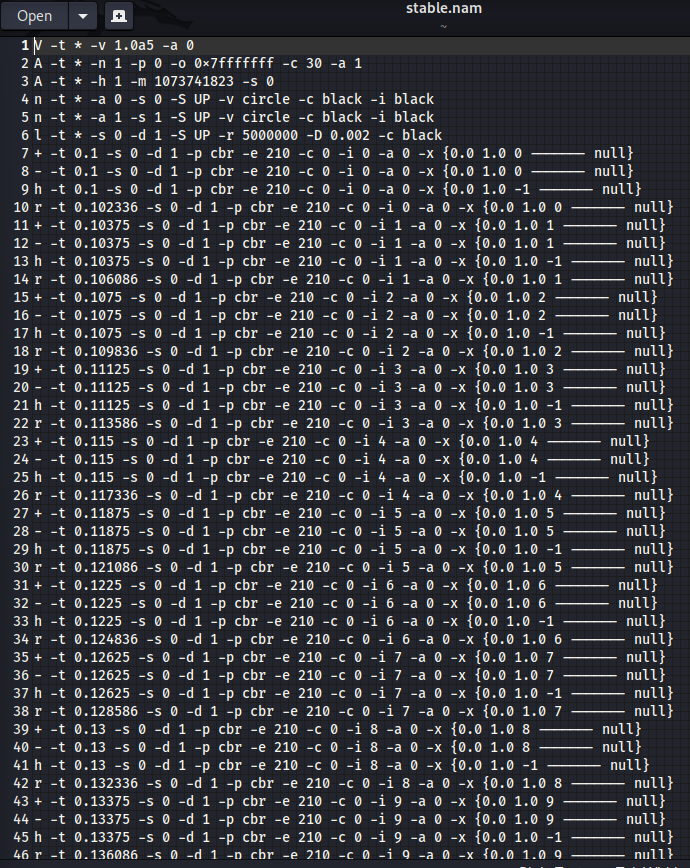 Open
stable.nam
~
1 V -t * -v 1.0a5 -a 0
2 A -t * -n 1 -p 0 -o 0×7fffffff -c 30 -a 1
3 A -t * -h 1 -m 1073741823 -s 0
4 n -t * -a 0 -s 0 -S UP -v circle -c black -i black
5 n -t * -a 1 -s 1 -S UP -v circle -c black -i black
6 l -t * -s 0 -d 1 -S UP -r 5000000 -D 0.002 -c black
7 + -t 0.1 -s 0 -d 1 -p cbr -e 210 -c 0 -i 0 -a 0 -x {0.0 1.0 0 ------- null}
8 - -t 0.1 -s 0 -d 1 -p cbr -e 210 -c 0 -i 0 -a 0 -x {0.0 1.0 0 ------- null}
9 h -t 0.1 -s 0 -d 1 -p cbr -e 210 -c 0 -i 0 -a 0 -x {0.0 1.0 -1 ------- null}
10 r -t 0.102336 -s 0 -d 1 -p cbr -e 210 -c 0 -i 0 -a 0 -x {0.0 1.0 0 ------- null}
11 + -t 0.10375 -s 0 -d 1 -p cbr -e 210 -c 0 -i 1 -a 0 -x {0.0 1.0 1 ------- null}
12 - -t 0.10375 -s 0 -d 1 -p cbr -e 210 -c 0 -i 1 -a 0 -x {0.0 1.0 1 ------- null}
13 h -t 0.10375 -s 0 -d 1 -p cbr -e 210 -c 0 -i 1 -a 0 -x {0.0 1.0 -1 ------- null}
14 r -t 0.106086 -s 0 -d 1 -p cbr -e 210 -c 0 -i 1 -a 0 -x {0.0 1.0 1 ------- null}
15 + -t 0.1075 -s 0 -d 1 -p cbr -e 210 -c 0 -i 2 -a 0 -x {0.0 1.0 2 ------- null}
16 - -t 0.1075 -s 0 -d 1 -p cbr -e 210 -c 0 -i 2 -a 0 -x {0.0 1.0 2 ------- null}
17 h -t 0.1075 -s 0 -d 1 -p cbr -e 210 -c 0 -i 2 -a 0 -x {0.0 1.0 -1 ------- null}
18 r -t 0.109836 -s 0 -d 1 -p cbr -e 210 -c 0 -i 2 -a 0 -x {0.0 1.0 2 ------- null}
19 + -t 0.11125 -s 0 -d 1 -p cbr -e 210 -c 0 -i 3 -a 0 -x {0.0 1.0 3 ------- null}
20 - -t 0.11125 -s 0 -d 1 -p cbr -e 210 -c 0 -i 3 -a 0 -x {0.0 1.0 3 ------- null}
21 h -t 0.11125 -s 0 -d 1 -p cbr -e 210 -c 0 -i 3 -a 0 -x {0.0 1.0 -1 ------- null}
22 r -t 0.113586 -s 0 -d 1 -p cbr -e 210 -c 0 -i 3 -a 0 -x {0.0 1.0 3 ------- null}
23 + -t 0.115 -s 0 -d 1 -p cbr -e 210 -c 0 -i 4 -a 0 -x {0.0 1.0 4 ------- null}
24 - -t 0.115 -s 0 -d 1 -p cbr -e 210 -c 0 -i 4 -a 0 -x {0.0 1.0 4 ------- null}
25 h -t 0.115 -s 0 -d 1 -p cbr -e 210 -c 0 -i 4 -a 0 -x {0.0 1.0 -1 ------- null}
26 r -t 0.117336 -s 0 -d 1 -p cbr -e 210 -c 0 -i 4 -a 0 -x {0.0 1.0 4 ------- null}
27 + -t 0.11875 -s 0 -d 1 -p cbr -e 210 -c 0 -i 5 -a 0 -x {0.0 1.0 5 ------- null}
28 - -t 0.11875 -s 0 -d 1 -p cbr -e 210 -c 0 -i 5 -a 0 -x {0.0 1.0 5 ------- null}
29 h -t 0.11875 -s 0 -d 1 -p cbr -e 210 -c 0 -i 5 -a 0 -x {0.0 1.0 -1 ------- null}
30 r -t 0.121086 -s 0 -d 1 -p cbr -e 210 -c 0 -i 5 -a 0 -x {0.0 1.0 5 ------- null}
31 + -t 0.1225 -s 0 -d 1 -p cbr -e 210 -c 0 -i 6 -a 0 -x {0.0 1.0 6 ------- null}
32 - -t 0.1225 -s 0 -d 1 -p cbr -e 210 -c 0 -i 6 -a 0 -x {0.0 1.0 6 ------- null}
33 h -t 0.1225 -s 0 -d 1 -p cbr -e 210 -c 0 -i 6 -a 0 -x {0.0 1.0 -1 ------- null}
34 r -t 0.124836 -s 0 -d 1 -p cbr -e 210 -c 0 -i 6 -a 0 -x {0.0 1.0 6 ------- null}
35 + -t 0.12625 -s 0 -d 1 -p cbr -e 210 -c 0 -i 7 -a 0 -x {0.0 1.0 7 ------- null}
36 - -t 0.12625 -s 0 -d 1 -p cbr -e 210 -c 0 -i 7 -a 0 -x {0.0 1.0 7 ------- null}
37 h -t 0.12625 -s 0 -d 1 -p cbr -e 210 -c 0 -i 7 -a 0 -x {0.0 1.0 -1 ------- null}
38 r -t 0.128586 -s 0 -d 1 -p cbr -e 210 -c 0 -i 7 -a 0 -x {0.0 1.0 7 ------- null}
39 + -t 0.13 -s 0 -d 1 -p cbr -e 210 -c 0 -i 8 -a 0 -x {0.0 1.0 8 ------- null}
40 - -t 0.13 -s 0 -d 1 -p cbr -e 210 -c 0 -i 8 -a 0 -x {0.0 1.0 8 ------- null}
41 h -t 0.13 -s 0 -d 1 -p cbr -e 210 -c 0 -i 8 -a 0 -x {0.0 1.0 -1 ------- null}
42 r -t 0.132336 -s 0 -d 1 -p cbr -e 210 -c 0 -i 8 -a 0 -x {0.0 1.0 8 ------- null}
43 + -t 0.13375 -s 0 -d 1 -p cbr -e 210 -c 0 -i 9 -a 0 -x {0.0 1.0 9 ------- null}
44 - -t 0.13375 -s 0 -d 1 -p cbr -e 210 -c 0 -i 9 -a 0 -x {0.0 1.0 9 ------- null}
45 h -t 0.13375 -s 0 -d 1 -p cbr -e 210 -c 0 -i 9 -a 0 -x {0.0 1.0 -1 ------- null}
46 r -t 0.136086 -s 0 -d 1 -p cbr -e 210 -c 0 -i 9 -a 0 -x {0.0 1.0 9 ------- null}